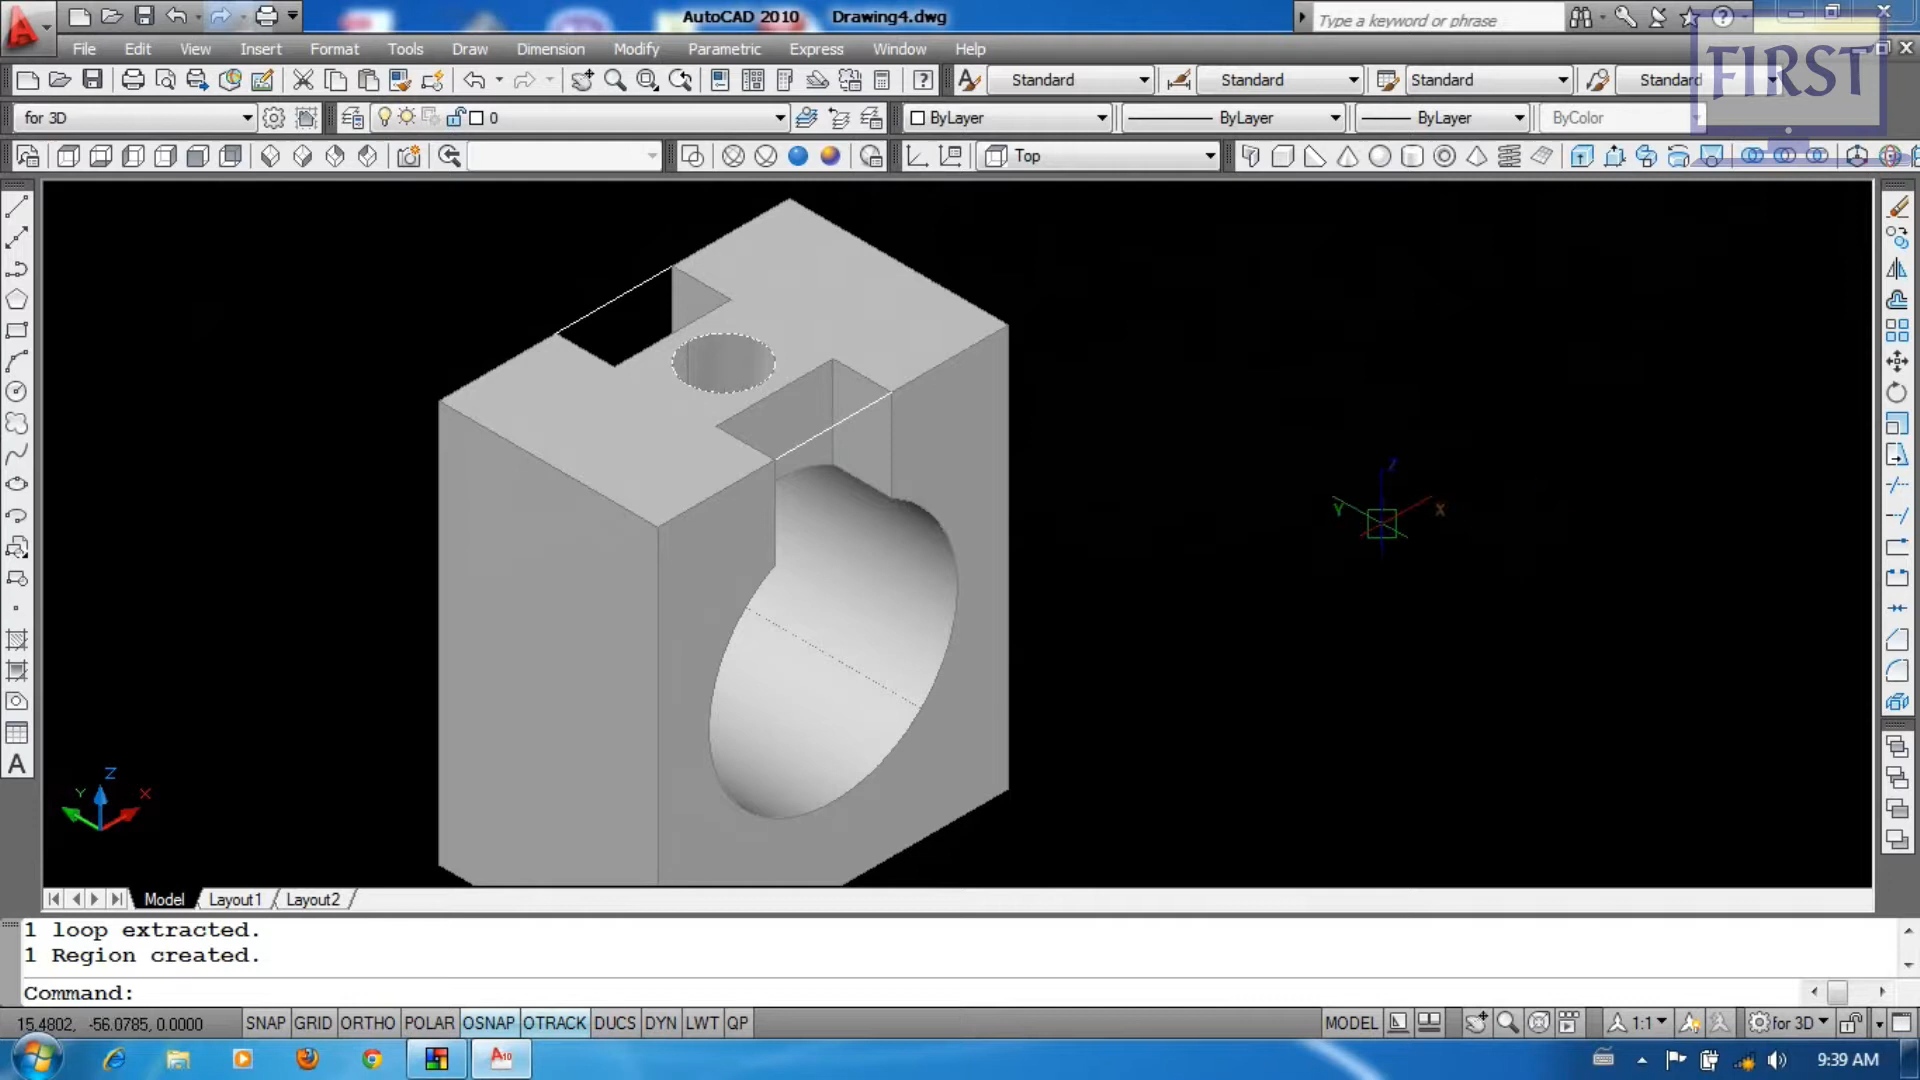 AutoCAD 2010 Drawing4.dwg
Type a keyword or phrase
FIRST
File Edit View Insert Format Tools Draw Dimension Modify Parametric Express Window Help
Standard Standard Standard Standard
for 3D 0 ByLayer ByLayer ByLayer ByColor
Top
Z
Y X
Z
Y X
A
Model Layout1 Layout2
1 loop extracted.
1 Region created.
Command:
15.4802, -56.0785, 0.0000 SNAP GRID ORTHO POLAR OSNAP OTRACK DUCS DYN LWT QP MODEL 1:1 for 3D
9:39 AM